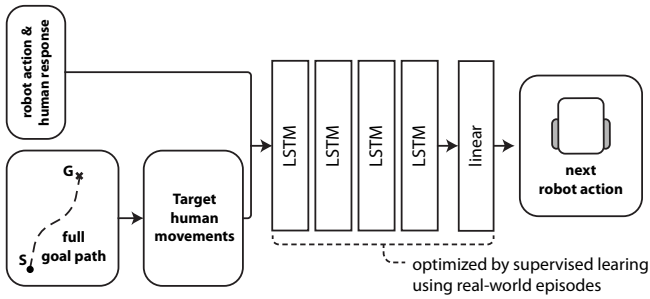 robot action &
human response
G
S
full
goal path
Target
human
movements
LSTM
LSTM
LSTM
LSTM
linear
next
robot action
optimized by supervised learing
using real-world episodes